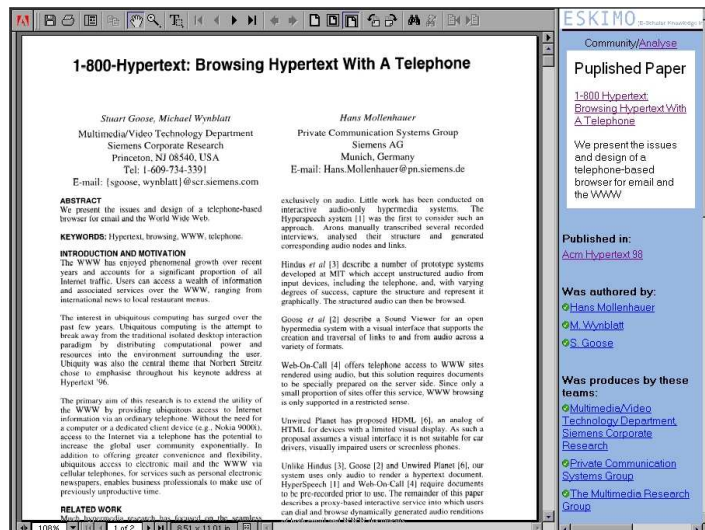 1-800-Hypertext: Browsing Hypertext With A Telephone
Stuart Goose, Michael Wynblatt
Multimedia/Video Technology Department
Siemens Corporate Research
Princeton, NJ 08540, USA
Tel: 1-609-734-3391
E-mail: {sgoose, wynblatt}@scr.siemens.com
Hans Mollenhauer
Private Communication Systems Group
Siemens AG
Munich, Germany
E-mail: Hans.Mollenhauer@pn.siemens.de
ABSTRACT
We present the issues and design of a telephone-based
browser for email and the World Wide Web.
KEYWORDS: Hypertext, browsing, WWW, telephone.
INTRODUCTION AND MOTIVATION
The WWW has enjoyed phenomenal growth over recent
years and accounts for a significant proportion of all
Internet traffic. Users can access a wealth of information
and associated services over the WWW, ranging from
international news to local restaurant menus.
The interest in ubiquitous computing has surged over the
past few years. Ubiquitous computing is the attempt to
break away from the traditional isolated desktop interaction
paradigm by distributing computational power and
resources into the environment surrounding the user.
Ubiquity was also the central theme that Norbert Streitz
chose to emphasise throughout his keynote address at
Hypertext '96.
The primary aim of this research is to extend the utility of
the WWW by providing ubiquitous access to Internet
information via an ordinary telephone. Without the need for
a computer or a dedicated client device (e.g., Nokia 9000i),
access to the Internet via a telephone has the potential to
increase the global user community exponentially. In
addition to offering greater convenience and flexibility,
ubiquitous access to electronic mail and the WWW via
cellular telephones, for services such as personal electronic
newspapers, enables business professionals to make use of
previously unproductive time.
RELATED WORK
Much hypermedia research has focused on the seamless
exclusively on audio. Little work has been conducted on
interactive audio-only hypermedia systems. The
Hyperspeech system [1] was the first to consider such an
approach. Arons manually transcribed several recorded
interviews, analysed their structure and generated
corresponding audio nodes and links.
Hindus et al [3] describe a number of prototype systems
developed at MIT which accept unstructured audio from
input devices, including the telephone, and, with varying
degrees of success, capture the structure and represent it
graphically. The structured audio can then be browsed.
Goose et al [2] describe a Sound Viewer for an open
hypermedia system with a visual interface that supports the
creation and traversal of links to and from audio across a
variety of formats.
Web-On-Call [4] offers telephone access to WWW sites
rendered using audio, but this solution requires documents
to be specially prepared on the server side. Since only a
small proportion of sites offer this service, WWW browsing
is only supported in a restricted sense.
Unwired Planet has proposed HDML [6], an analog of
HTML for devices with a limited visual display. As such a
proposal assumes a visual interface it is not suitable for car
drivers, visually impaired users or screenless phones.
Unlike Hindus [3], Goose [2] and Unwired Planet [6], our
system uses only audio to render a hypertext document.
HyperSpeech [1] and Web-On-Call [4] require documents
to be pre-recorded prior to use. The remainder of this paper
describes a proxy-based interactive service into which users
can dial and browse dynamically generated audio renditions
108%
1 of 2
8.51 x 11.01 in
ESKIMO
Community/Analyse
Puplished Paper
1-800 Hypertext:
Browsing Hypertext With
A Telephone
We present the issues
and design of a
telephone-based
browser for email and
the WWW
Published in:
Acm Hypertext 98
Was authored by:
Hans Mollenhauer
M. Wynblatt
S. Goose
Was produces by these
teams:
Multimedia/Video
Technology Department,
Siemens Corporate
Research
Private Communication
Systems Group
The Multimedia Research
Group